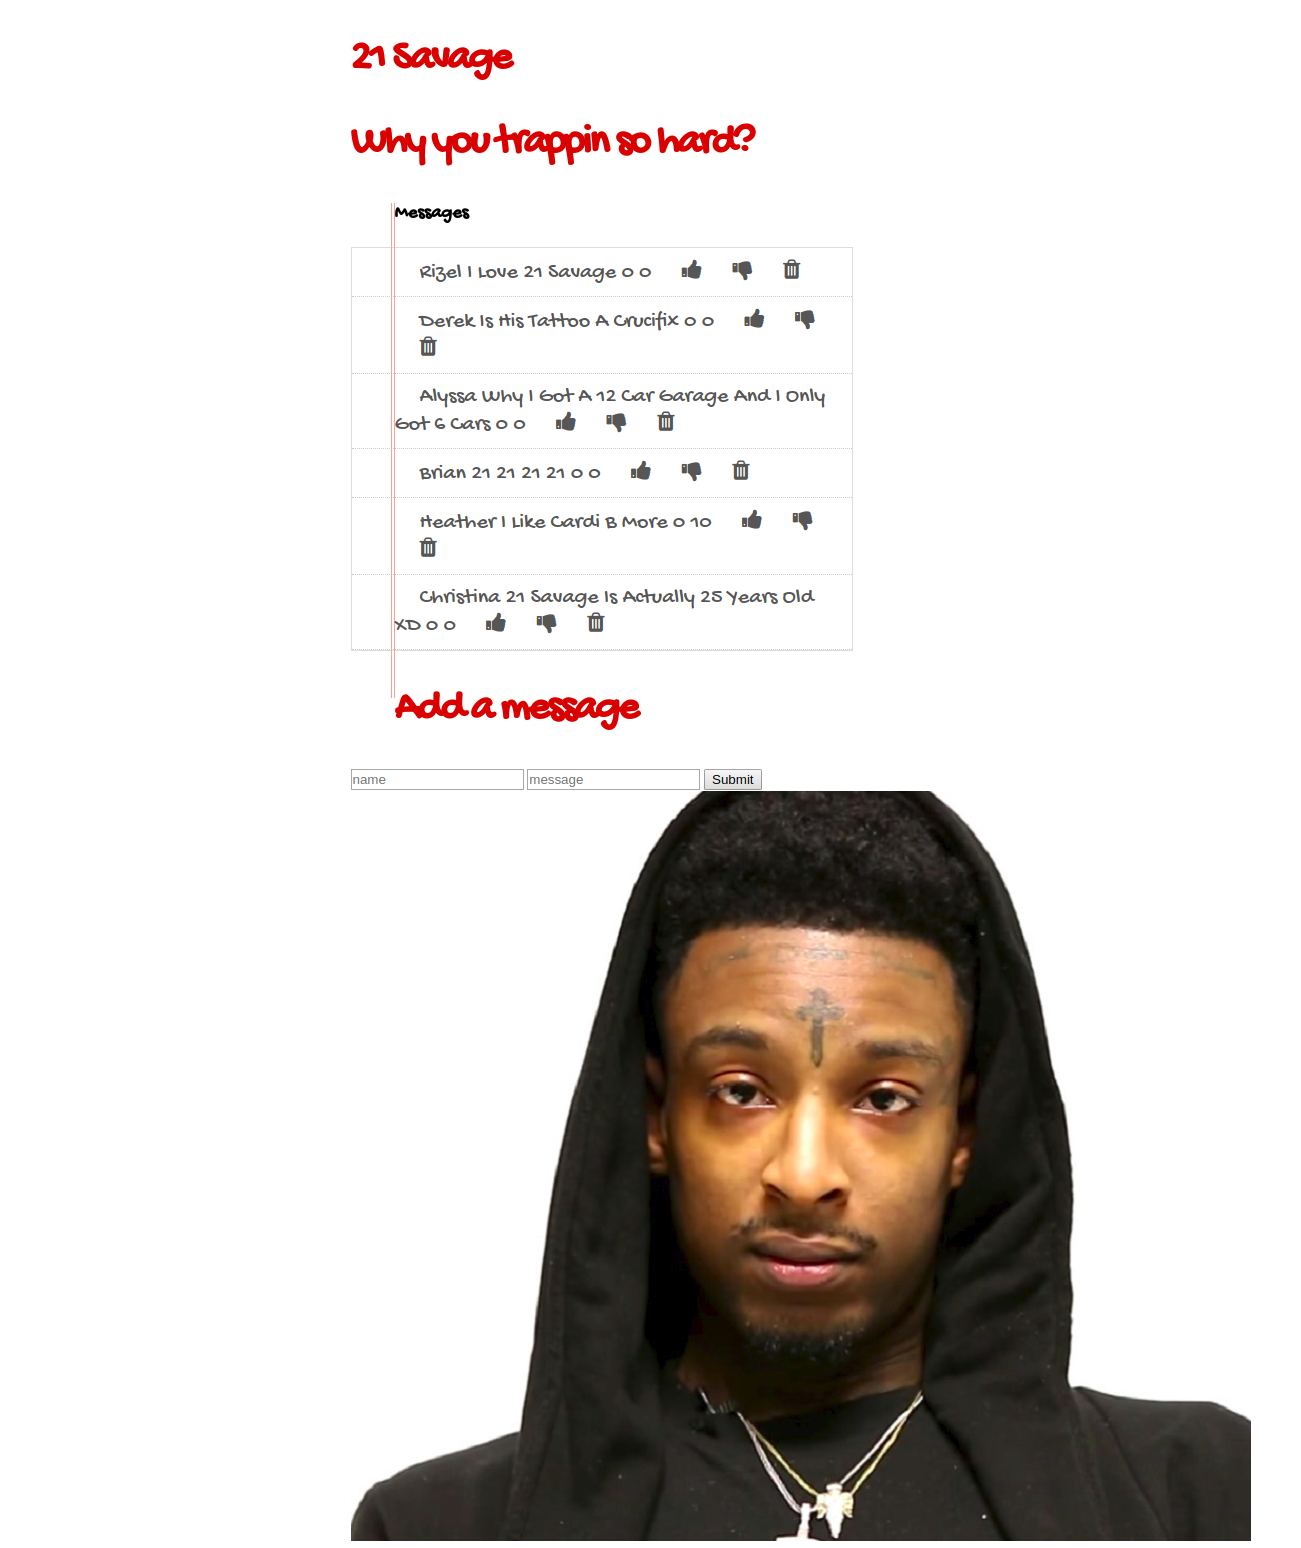 21 Savage
Why you trappin so hard?
Messages
Rizel I Love 21 Savage 0 0
Derek Is His Tattoo A Crucifix 0 0
Alyssa Why I Got A 12 Car Garage And I Only
Got 6 Cars 0 0
Brian 21 21 21 21 0 0
Heather I Like Cardi B More 0 10
Christina 21 Savage Is Actually 25 Years Old
XD 0 0
Add a message
name message Submit